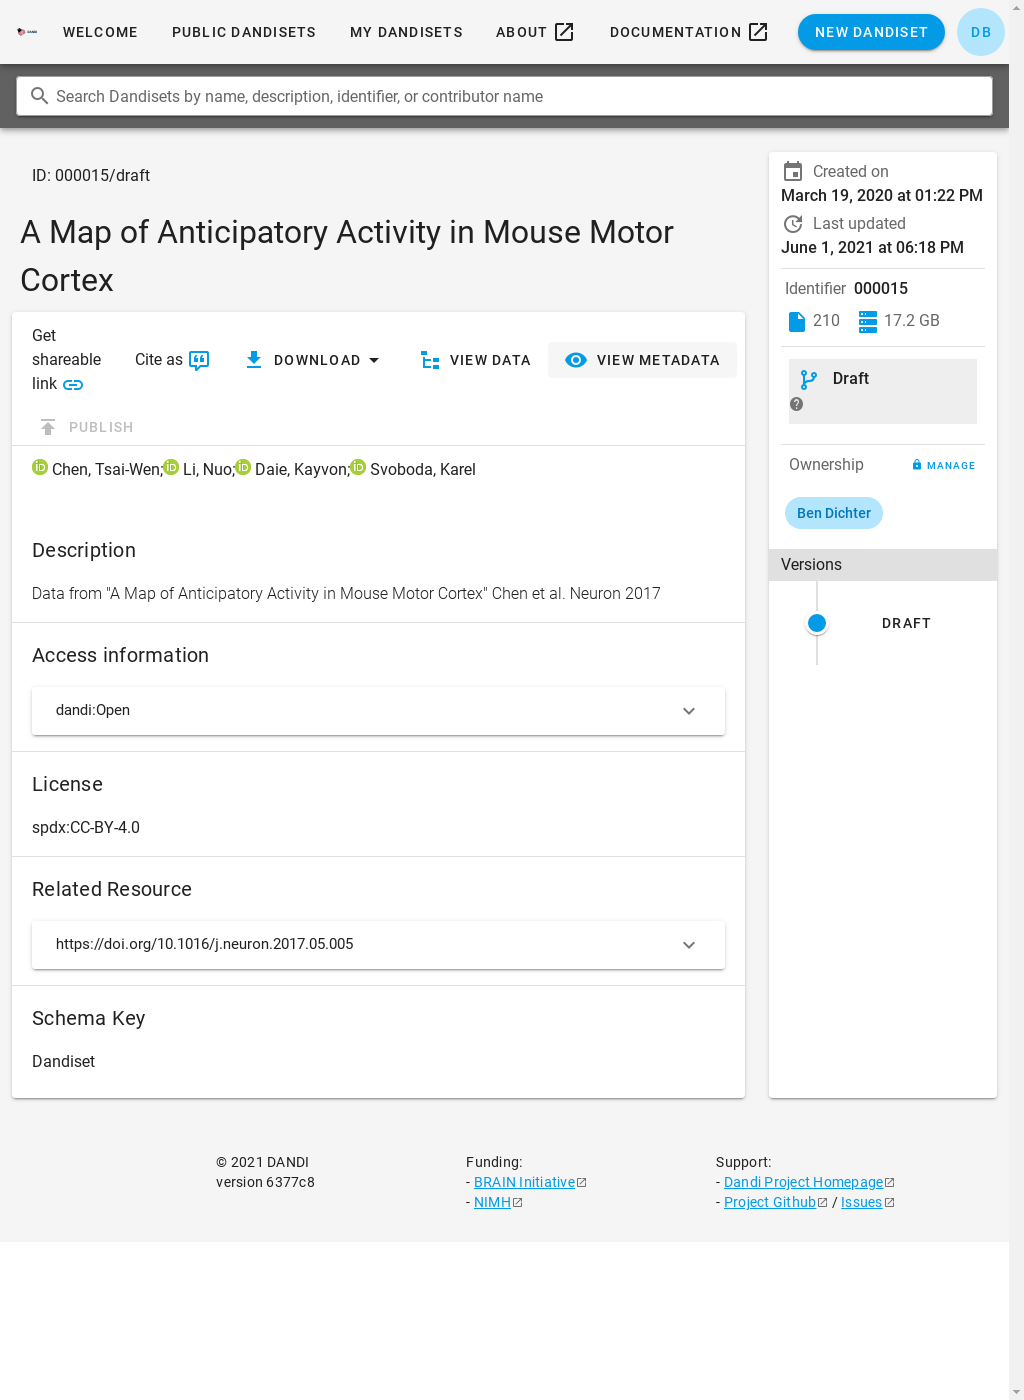 WELCOME PUBLIC DANDISETS MY DANDISETS ABOUT DOCUMENTATION NEW DANDISET DB
Search Dandisets by name, description, identifier, or contributor name
ID: 000015/draft
A Map of Anticipatory Activity in Mouse Motor
Cortex
Get
shareable
link
Cite as
DOWNLOAD
VIEW DATA
VIEW METADATA
PUBLISH
Chen, Tsai-Wen; Li, Nuo; Daie, Kayvon; Svoboda, Karel
Description
Data from "A Map of Anticipatory Activity in Mouse Motor Cortex" Chen et al. Neuron 2017
Access information
dandi:Open
License
spdx:CC-BY-4.0
Related Resource
https://doi.org/10.1016/j.neuron.2017.05.005
Schema Key
Dandiset
Created on
March 19, 2020 at 01:22 PM
Last updated
June 1, 2021 at 06:18 PM
Identifier 000015
210 17.2 GB
Draft
Ownership MANAGE
Ben Dichter
Versions
DRAFT
© 2021 DANDI
version 6377c8
Funding:
- BRAIN Initiative
- NIMH
Support:
- Dandi Project Homepage
- Project Github / Issues